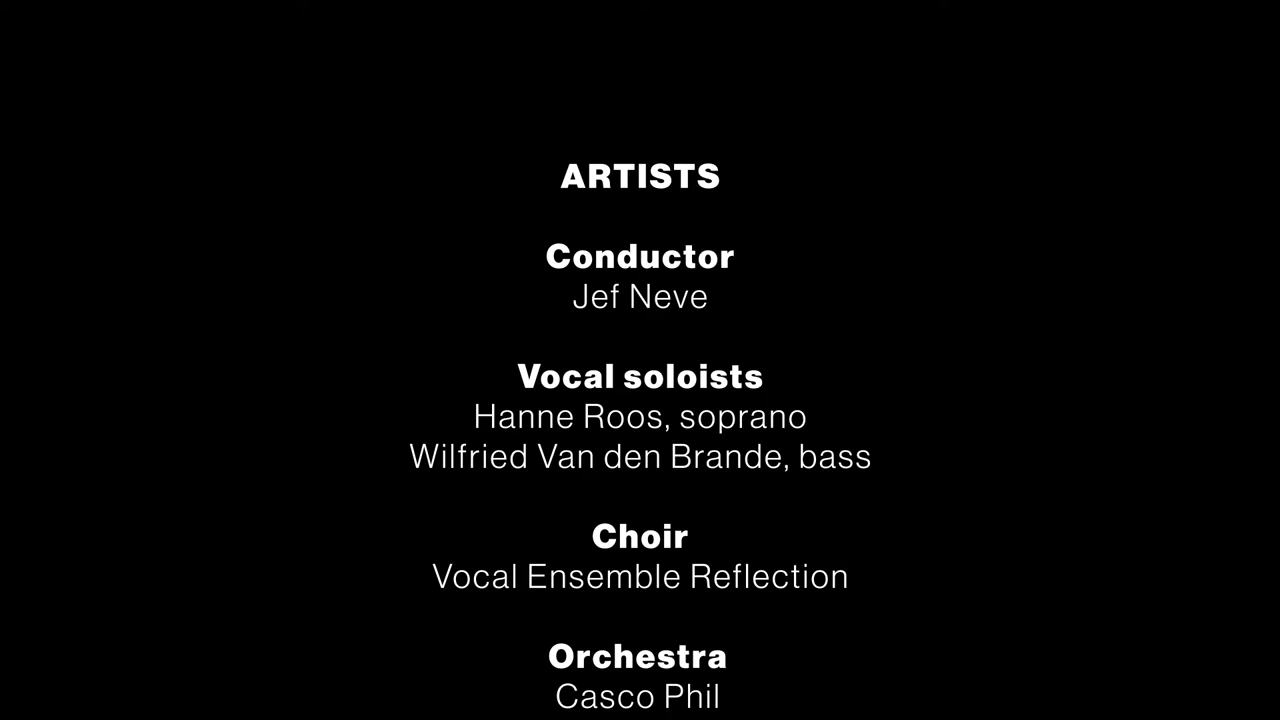 ARTISTS
Conductor
Jef Neve
Vocal soloists
Hanne Roos, soprano
Wilfried Van den Brande, bass
Choir
Vocal Ensemble Reflection
Orchestra
Casco Phil